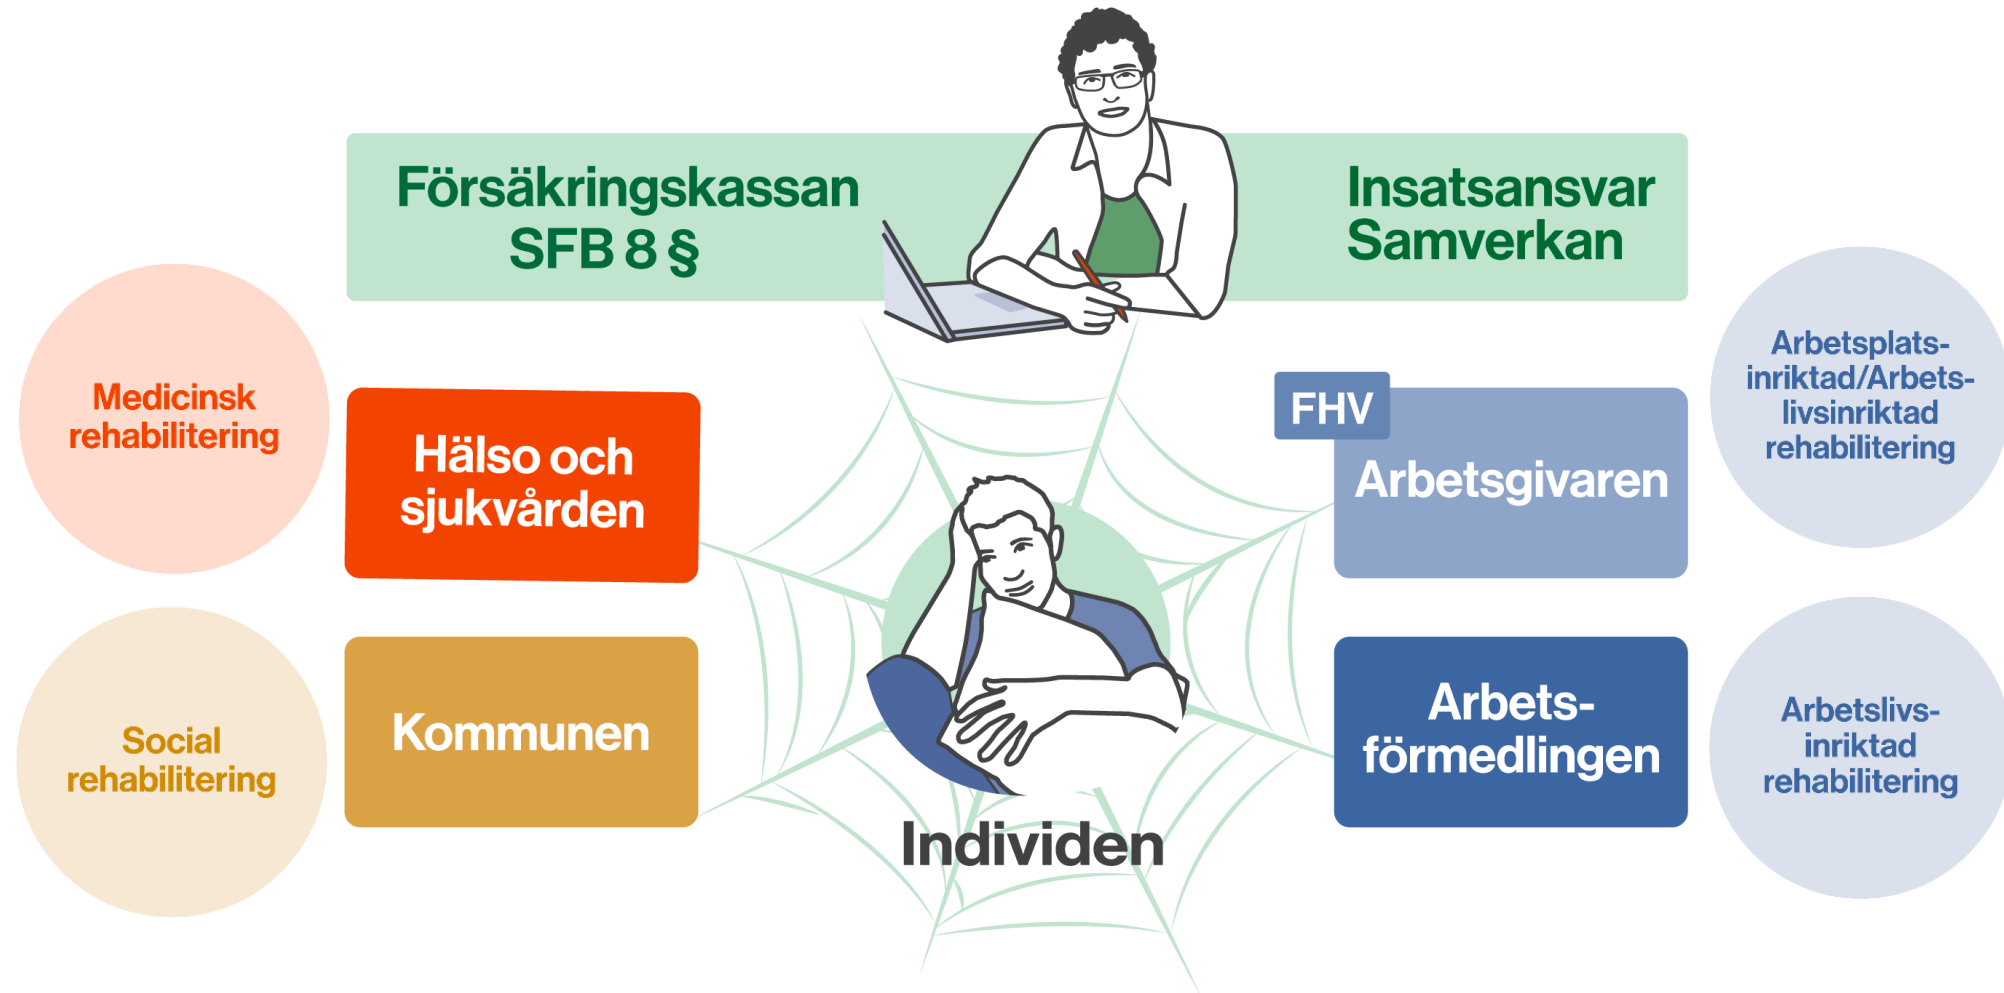 Försäkringskassan
SFB 8 §
Insatsansvar
Samverkan
Medicinsk
rehabilitering
Hälso och
sjukvården
FHV
Arbetsgivaren
Arbetsplats-
inriktad/Arbets-
livsinriktad
rehabilitering
Social
rehabilitering
Kommunen
Individen
Arbets-
förmedlingen
Arbetslivs-
inriktad
rehabilitering